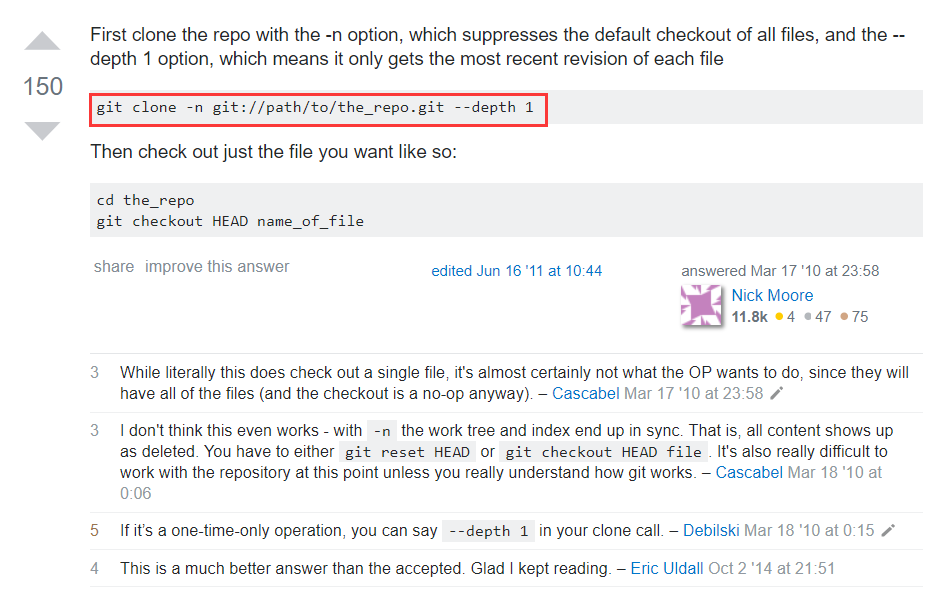 First clone the repo with the -n option, which suppresses the default checkout of all files, and the --
depth 1 option, which means it only gets the most recent revision of each file
150
git clone -n git://path/to/the_repo.git --depth 1
Then check out just the file you want like so:
cd the_repo
git checkout HEAD name_of_file
share improve this answer
edited Jun 16 '11 at 10:44
answered Mar 17 '10 at 23:58
Nick Moore
11.8k ●4 ●47 ●75
3 While literally this does check out a single file, it's almost certainly not what the OP wants to do, since they will
have all of the files (and the checkout is a no-op anyway). – Cascabel Mar 17 '10 at 23:58
3 I don't think this even works - with -n the work tree and index end up in sync. That is, all content shows up
as deleted. You have to either git reset HEAD or git checkout HEAD file . It's also really difficult to
work with the repository at this point unless you really understand how git works. – Cascabel Mar 18 '10 at
0:06
5 If it’s a one-time-only operation, you can say --depth 1 in your clone call. – Debilski Mar 18 '10 at 0:15
4 This is a much better answer than the accepted. Glad I kept reading. – Eric Uldall Oct 2 '14 at 21:51